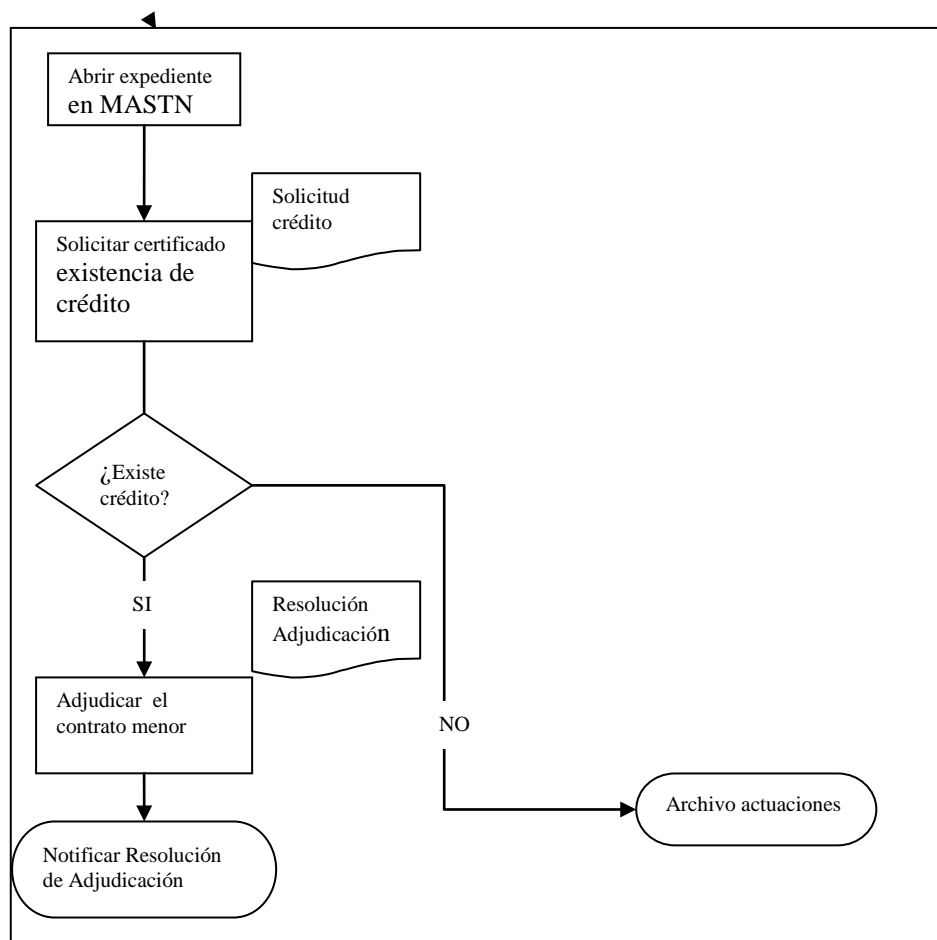 Abrir expediente
en MASTN
Solicitud
crédito
Solicitar certificado
existencia de
crédito
¿Existe
crédito?
SI
Resolución
Adjudicación
Adjudicar el
contrato menor
NO
Archivo actuaciones
Notificar Resolución
de Adjudicación